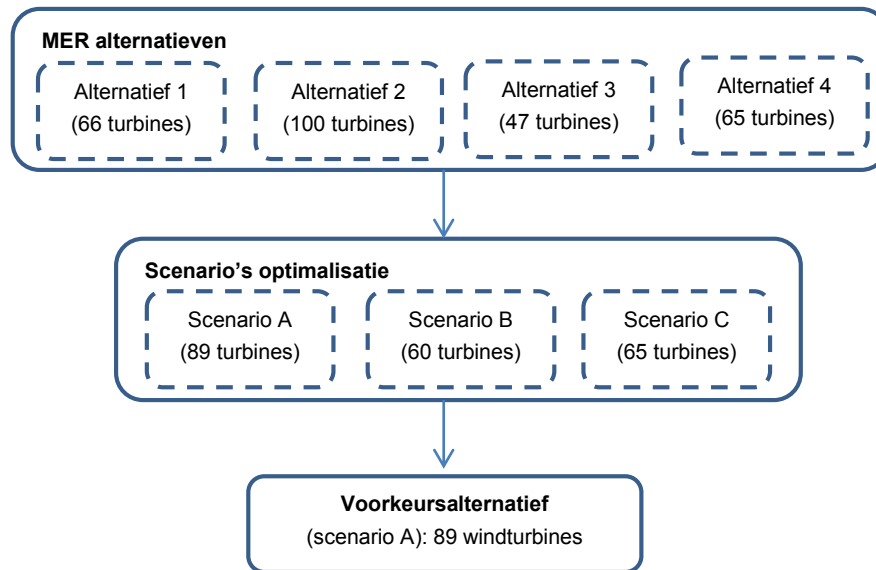 MER alternatieven
Alternatief 1
(66 turbines)
Alternatief 2
(100 turbines)
Alternatief 3
(47 turbines)
Alternatief 4
(65 turbines)
Scenario’s optimalisatie
Scenario A
(89 turbines)
Scenario B
(60 turbines)
Scenario C
(65 turbines)
Voorkeursalternatief
(scenario A): 89 windturbines